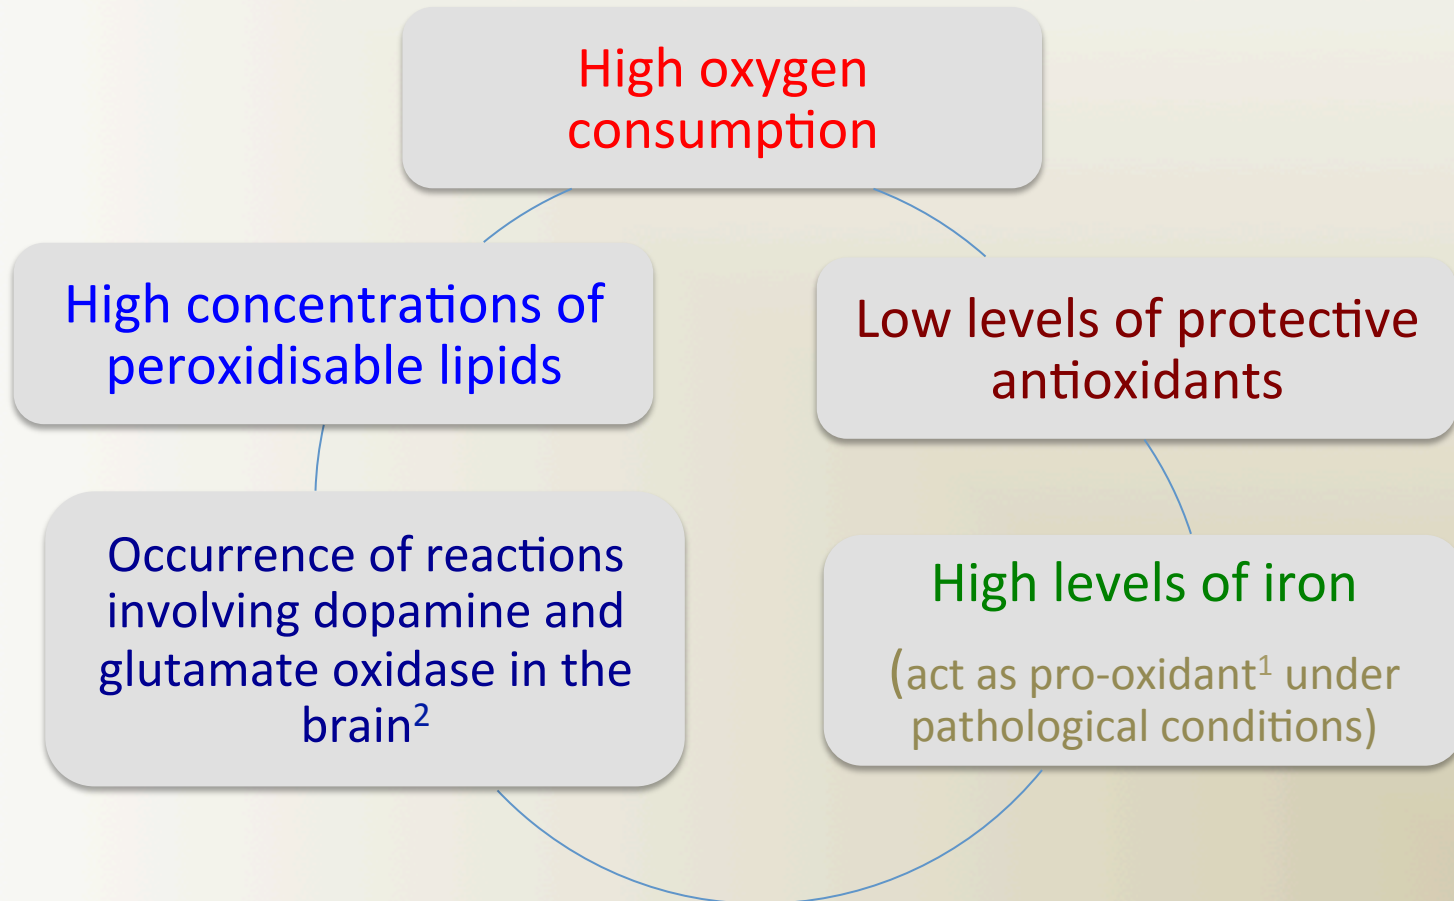 High oxygen
consumption
High concentrations of
peroxidisable lipids
Low levels of protective
antioxidants
Occurrence of reactions
involving dopamine and
glutamate oxidase in the
brain²
High levels of iron
(act as pro-oxidant¹ under
pathological conditions)